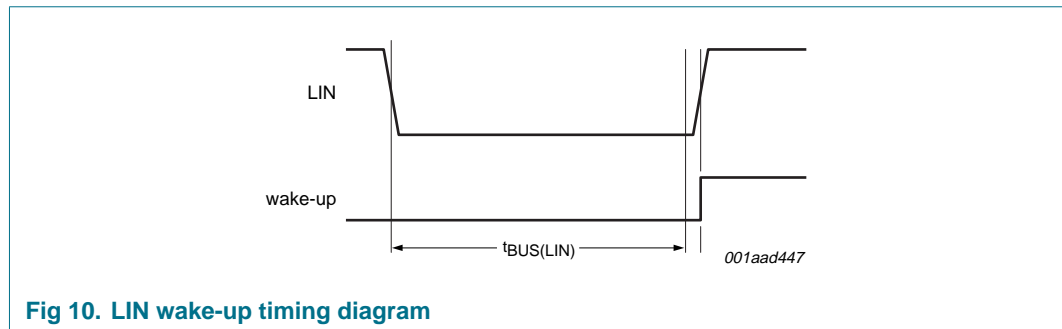 LIN
wake-up
tBUS(LIN)
001aad447
Fig 10. LIN wake-up timing diagram